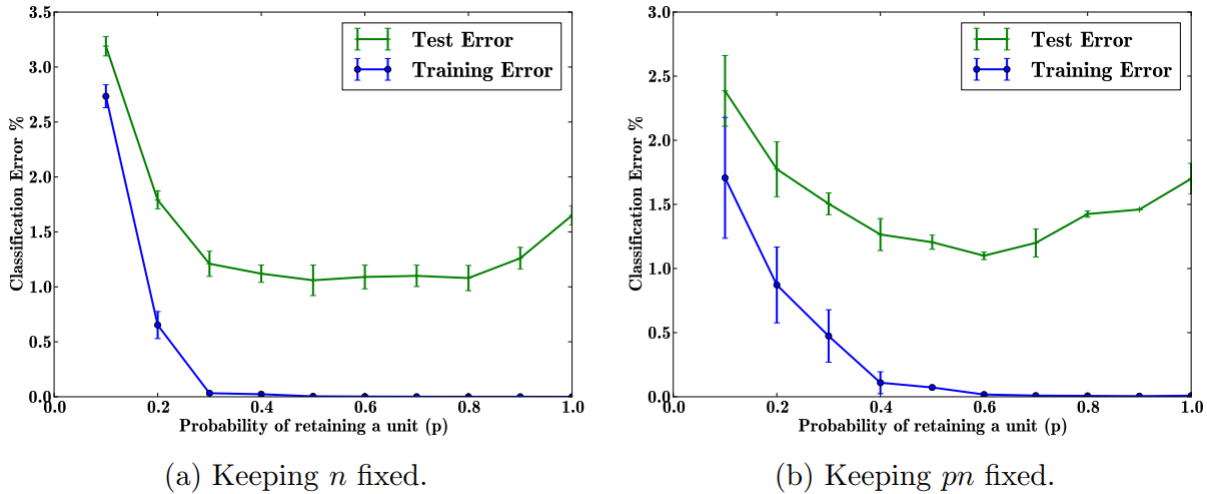 3.5
3.0
2.5
2.0
1.5
1.0
0.5
0.0
0.0 0.2 0.4 0.6 0.8 1.0
Classification Error %
Probability of retaining a unit (p)
Test Error
Training Error
(a) Keeping n fixed.
3.0
2.5
2.0
1.5
1.0
0.5
0.0
0.0 0.2 0.4 0.6 0.8 1.0
Classification Error %
Probability of retaining a unit (p)
Test Error
Training Error
(b) Keeping pn fixed.